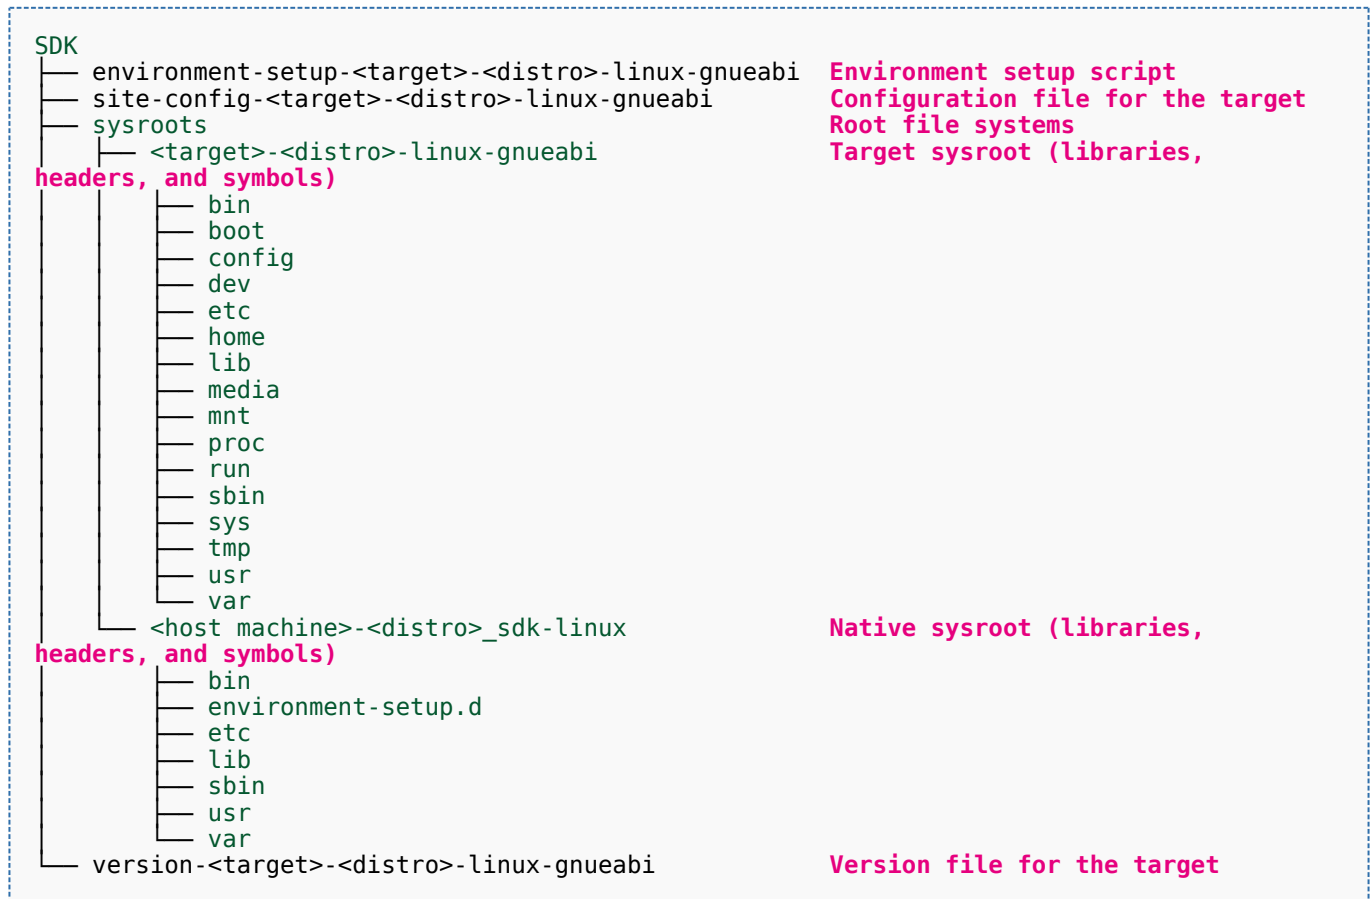 SDK
├── environment-setup-<target>-<distro>-linux-gnueabi  Environment setup script
├── site-config-<target>-<distro>-linux-gnueabi        Configuration file for the target
├── sysroots                                           Root file systems
│   ├── <target>-<distro>-linux-gnueabi                Target sysroot (libraries,
headers, and symbols)
│   │   ├── bin
│   │   ├── boot
│   │   ├── config
│   │   ├── dev
│   │   ├── etc
│   │   ├── home
│   │   ├── lib
│   │   ├── media
│   │   ├── mnt
│   │   ├── proc
│   │   ├── run
│   │   ├── sbin
│   │   ├── sys
│   │   ├── tmp
│   │   ├── usr
│   │   └── var
│   └── <host machine>-<distro>_sdk-linux              Native sysroot (libraries,
headers, and symbols)
│       ├── bin
│       ├── environment-setup.d
│       ├── etc
│       ├── lib
│       ├── sbin
│       ├── usr
│       └── var
└── version-<target>-<distro>-linux-gnueabi            Version file for the target